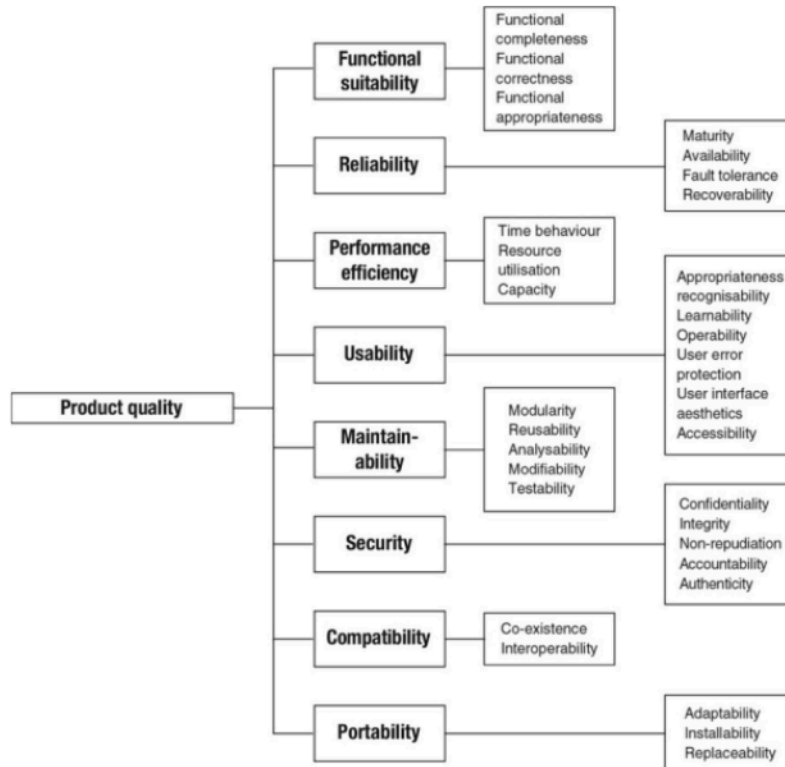 Product quality
Functional
suitability
Functional
completeness
Functional
correctness
Functional
appropriateness
Reliability
Maturity
Availability
Fault tolerance
Recoverability
Performance
efficiency
Time behaviour
Resource
utilisation
Capacity
Usability
Appropriateness
recognisability
Learnability
Operability
User error
protection
User interface
aesthetics
Accessibility
Maintain-
ability
Modularity
Reusability
Analysability
Modifiability
Testability
Security
Confidentiality
Integrity
Non-repudiation
Accountability
Authenticity
Compatibility
Co-existence
Interoperability
Portability
Adaptability
Installability
Replaceability